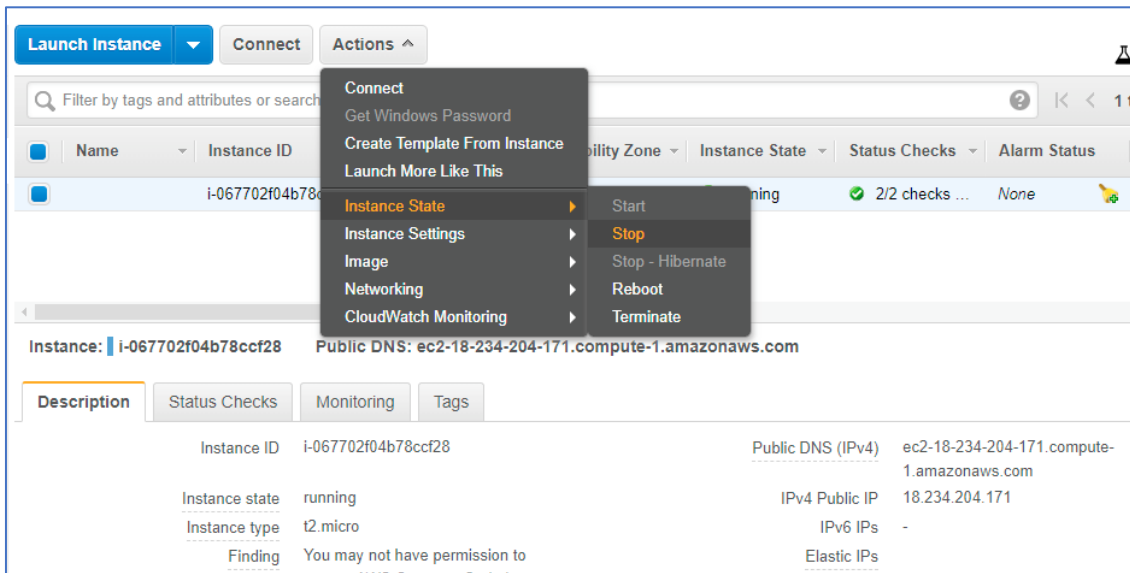 Launch Instance Connect Actions
Connect
Get Windows Password
Create Template From Instance
Launch More Like This
Instance State
Instance Settings
Image
Networking
CloudWatch Monitoring
Start
Stop
Stop - Hibernate
Reboot
Terminate
Filter by tags and attributes or search
Name Instance ID bility Zone Instance State Status Checks Alarm Status
i-067702f04b78c ning 2/2 checks ... None
Instance: i-067702f04b78ccf28 Public DNS: ec2-18-234-204-171.compute-1.amazonaws.com
Description Status Checks Monitoring Tags
Instance ID i-067702f04b78ccf28 Public DNS (IPv4) ec2-18-234-204-171.compute-
1.amazonaws.com
Instance state running IPv4 Public IP 18.234.204.171
Instance type t2.micro IPv6 IPs -
Finding You may not have permission to Elastic IPs